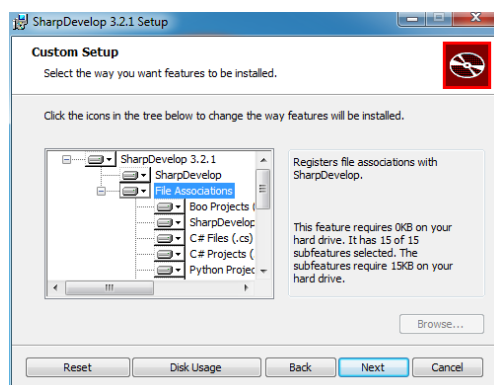 SharpDevelop 3.2.1 Setup
Custom Setup
Select the way you want features to be installed.
Click the icons in the tree below to change the way features will be installed.
SharpDevelop 3.2.1
SharpDevelop
File Associations
Boo Projects (
SharpDevelop
C# Files (.cs)
C# Projects (
Python Projec
Registers file associations with
SharpDevelop.
This feature requires 0KB on your
hard drive. It has 15 of 15
subfeatures selected. The
subfeatures require 15KB on your
hard drive.
Browse...
Reset Disk Usage Back Next Cancel